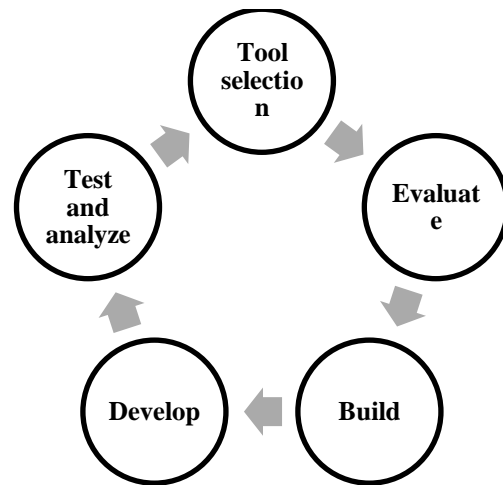 Tool
selectio
n
Evaluat
e
Build
Develop
Test
and
analyze